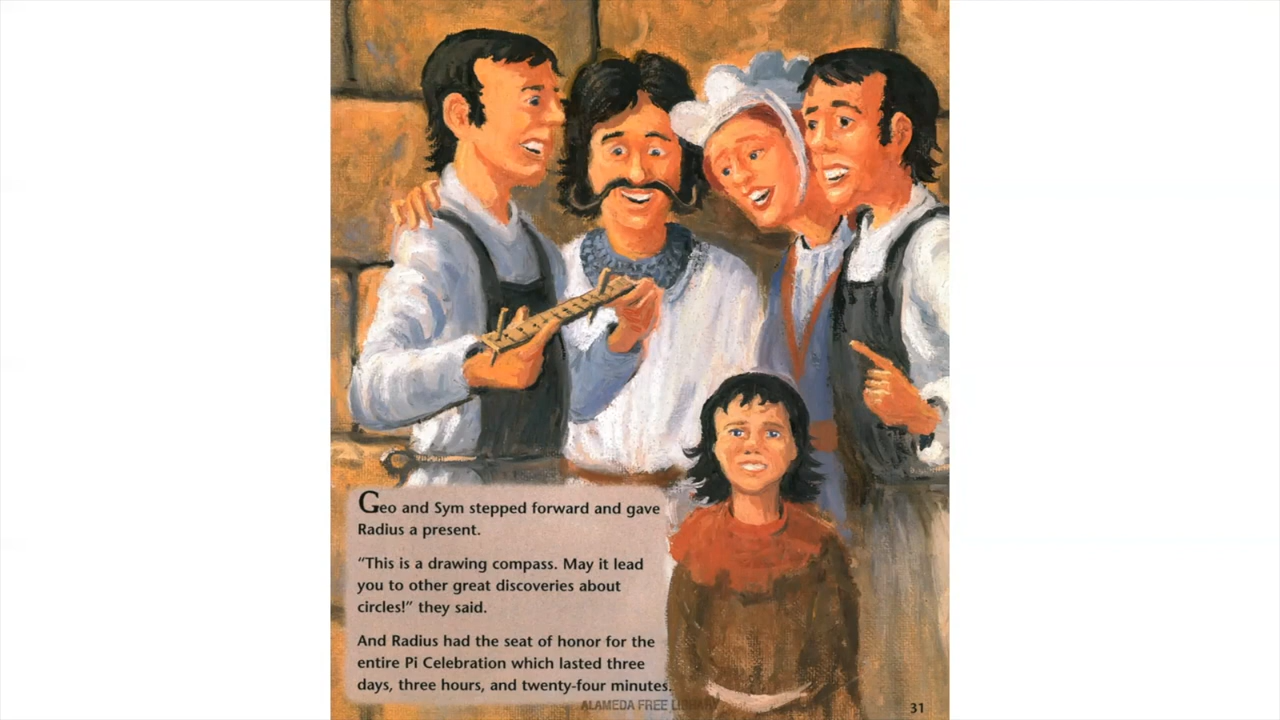 Geo and Sym stepped forward and gave
Radius a present.
“This is a drawing compass. May it lead
you to other great discoveries about
circles!” they said.
And Radius had the seat of honor for the
entire Pi Celebration which lasted three
days, three hours, and twenty-four minutes.
ALAMEDA FREE LIBRARY
31